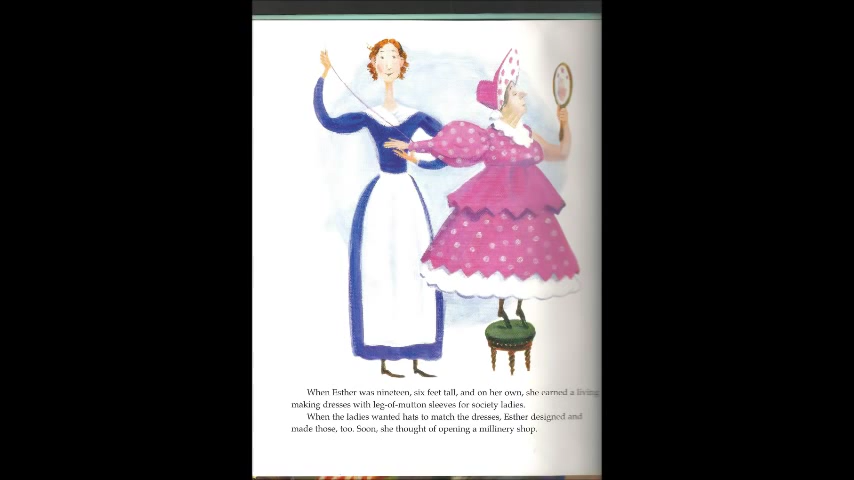 When Esther was nineteen, six feet tall, and on her own, she earned a living
making dresses with leg-of-mutton sleeves for society ladies.
When the ladies wanted hats to match the dresses, Esther designed and
made those, too. Soon, she thought of opening a millinery shop.